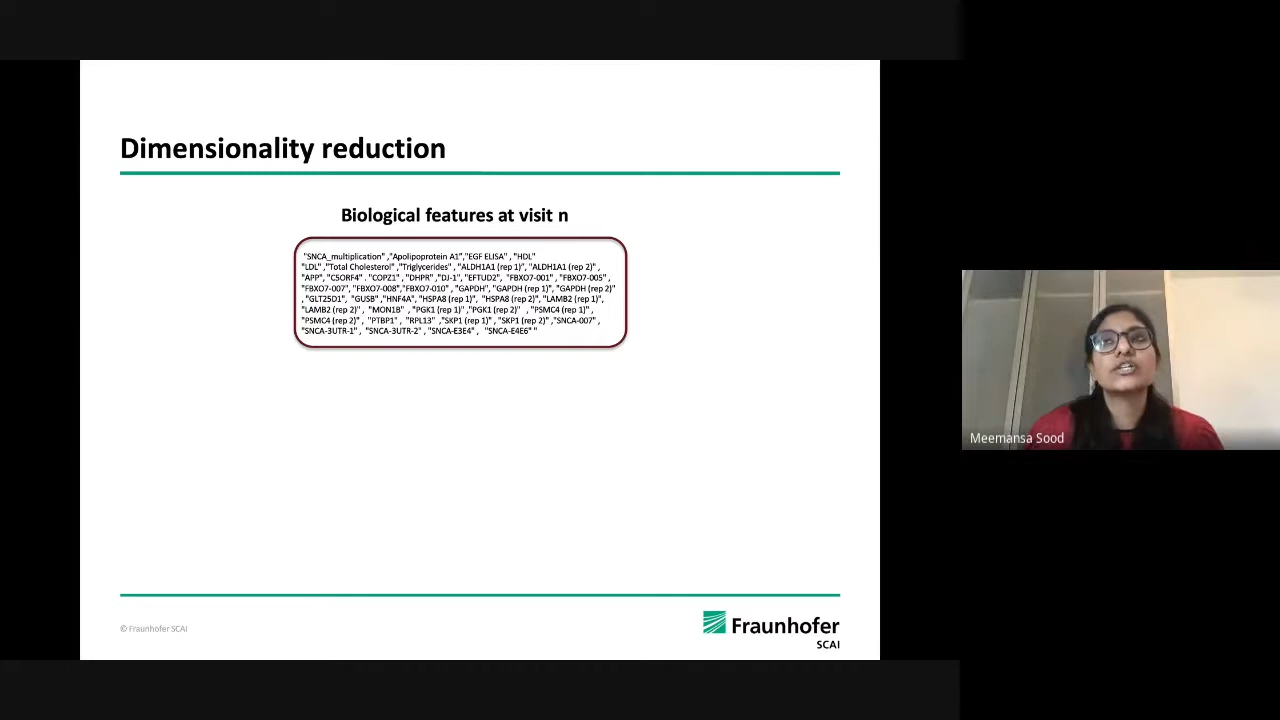 Dimensionality reduction
Biological features at visit n
"SNCA_multiplication" ,"Apolipoprotein A1","EGF ELISA" , "HDL"
"LDL" ,"Total Cholesterol" ,"Triglycerides" , "ALDH1A1 (rep 1)", "ALDH1A1 (rep 2)" ,
"APP", "C5ORF4" . "COPZ1" , "DHPR" ,"DJ-1", "EFTUD2", "FBXO7-001" , "FBXO7-005" ,
"FBXO7-007", "FBXO7-008","FBXO7-010" , "GAPDH", "GAPDH (rep 1)", "GAPDH (rep 2)"
, "GLT25D1", "GUSB" , "HNF4A", "HSPA8 (rep 1)", "HSPA8 (rep 2)", "LAMB2 (rep 1)",
"LAMB2 (rep 2)" , "MON1B" , "PGK1 (rep 1)" ,"PGK1 (rep 2)" , "PSMC4 (rep 1)" ,
"PSMC4 (rep 2)" , "PTBP1" , "RPL13" ,"SKP1 (rep 1)" , "SKP1 (rep 2)" ,"SNCA-007" ,
"SNCA-3UTR-1" , "SNCA-3UTR-2" , "SNCA-E3E4" , "SNCA-E4E6" "
Meemansa Sood
© Fraunhofer SCAI
Fraunhofer
SCAI